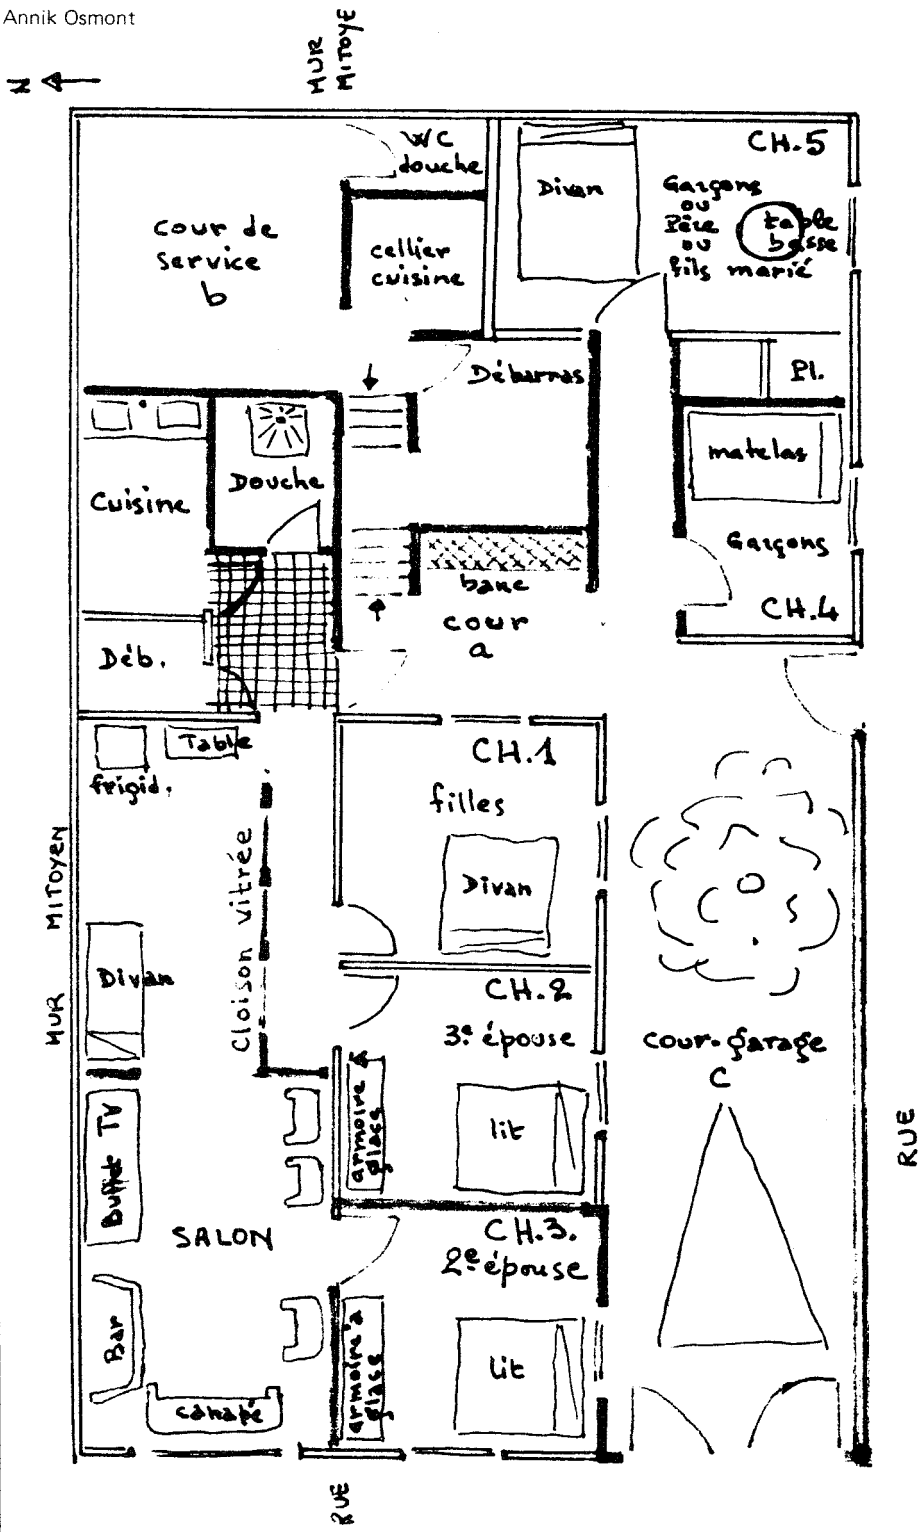 Annik Osmont
N
MUR
MITOYE
WC
douche
CH.5
Divan
Garçons
ou
Père
ou
fils marié
table
basse
cour de
service
b
cellier
cuisine
Débarras
Pl.
matelas
Douche
Cuisine
Garçons
CH.4
banc
cour
a
Déb.
Table
frigid.
CH.1
filles
Divan
MUR MITOYEN
Cloison vitrée
Divan
CH.2
3e épouse
cour-garage
C
armoire à
glace
lit
RUE
Buffet TV
SALON
CH.3.
2e épouse
Bar
armoire à
glace
lit
canapé
RUE